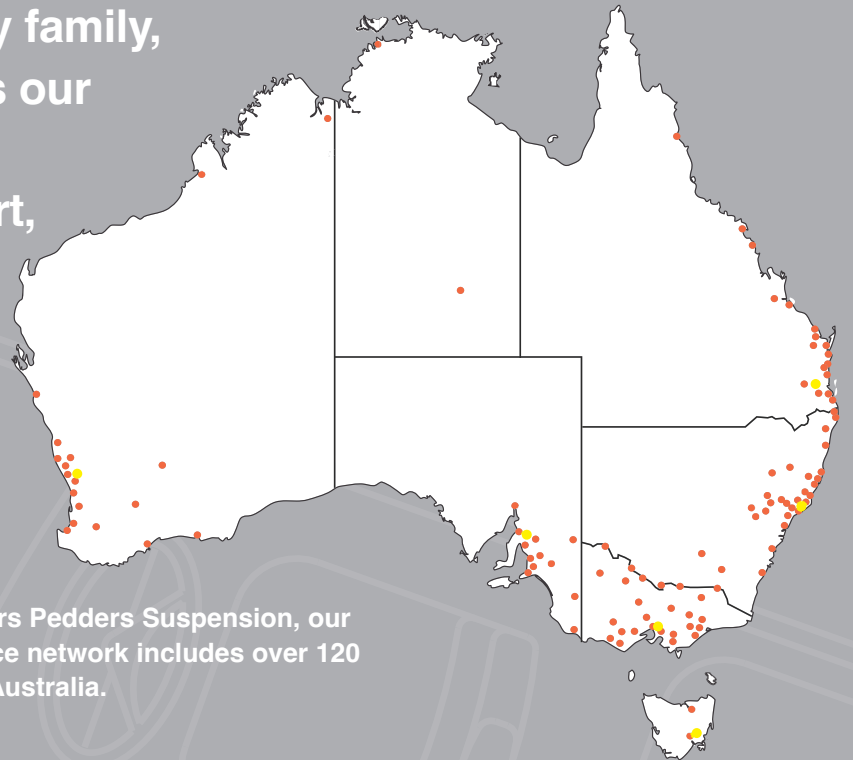 y family,
s our
rt,
rs Pedders Suspension, our
ce network includes over 120
Australia.